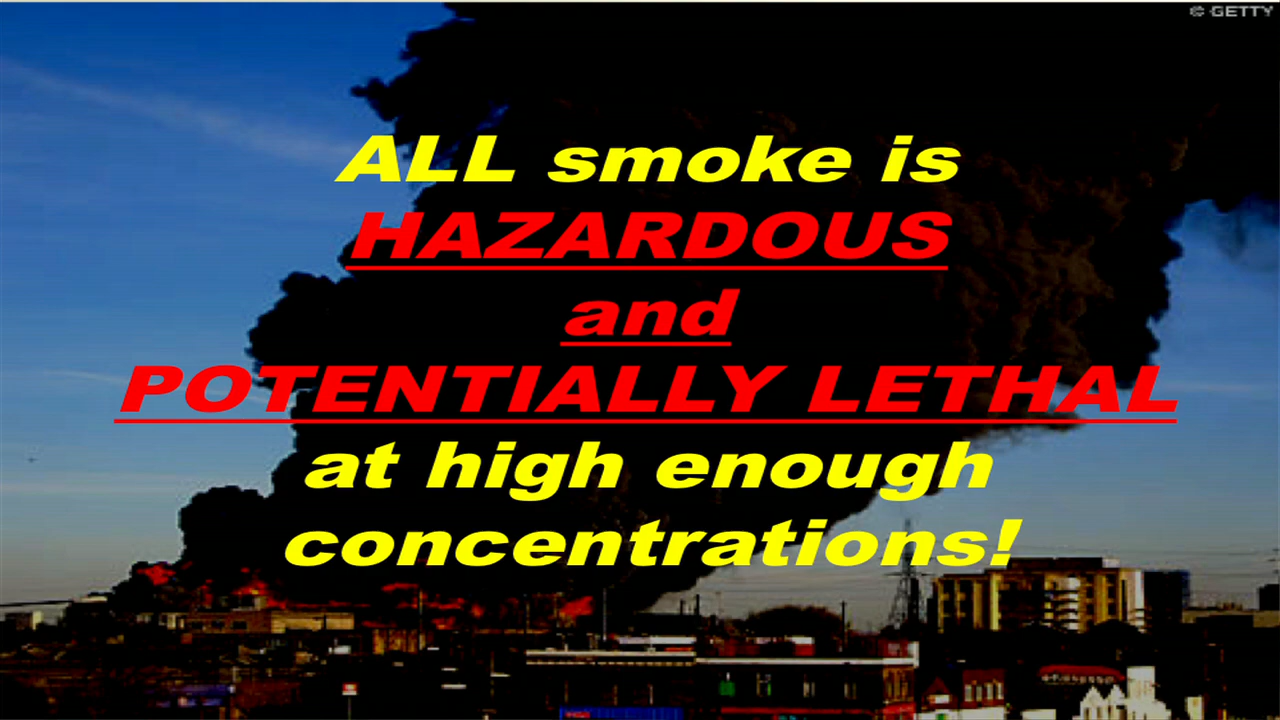 © GETTY
ALL smoke is
HAZARDOUS
and
POTENTIALLY LETHAL
at high enough
concentrations!